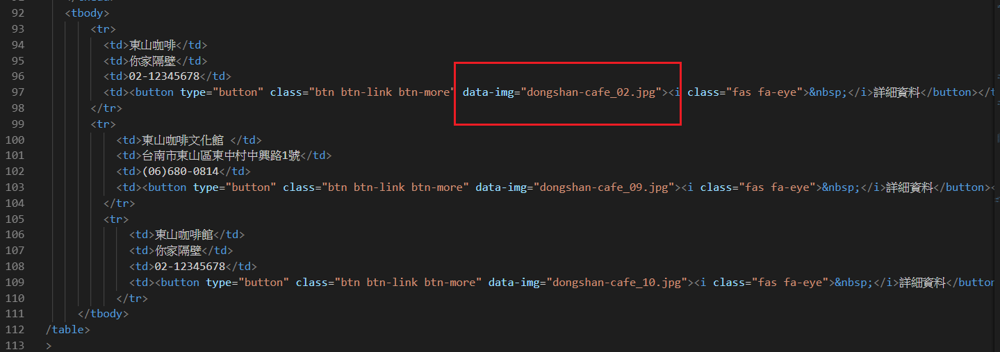 92 <tbody>
93 <tr>
94 <td>東山咖啡</td>
95 <td>你家隔壁</td>
96 <td>02-12345678</td>
97 <td><button type="button" class="btn btn-link btn-more" data-img="dongshan-cafe_02.jpg"><i class="fas fa-eye">&nbsp;</i>詳細資料</button></t
98 </tr>
99 <tr>
100 <td>東山咖啡文化館 </td>
101 <td>台南市東山區東中村中興路1號</td>
102 <td>(06)680-0814</td>
103 <td><button type="button" class="btn btn-link btn-more" data-img="dongshan-cafe_09.jpg"><i class="fas fa-eye">&nbsp;</i>詳細資料</button><
104 </tr>
105 <tr>
106 <td>東山咖啡館</td>
107 <td>你家隔壁</td>
108 <td>02-12345678</td>
109 <td><button type="button" class="btn btn-link btn-more" data-img="dongshan-cafe_10.jpg"><i class="fas fa-eye">&nbsp;</i>詳細資料</button
110 </tr>
111 </tbody>
112 /table>
113 >